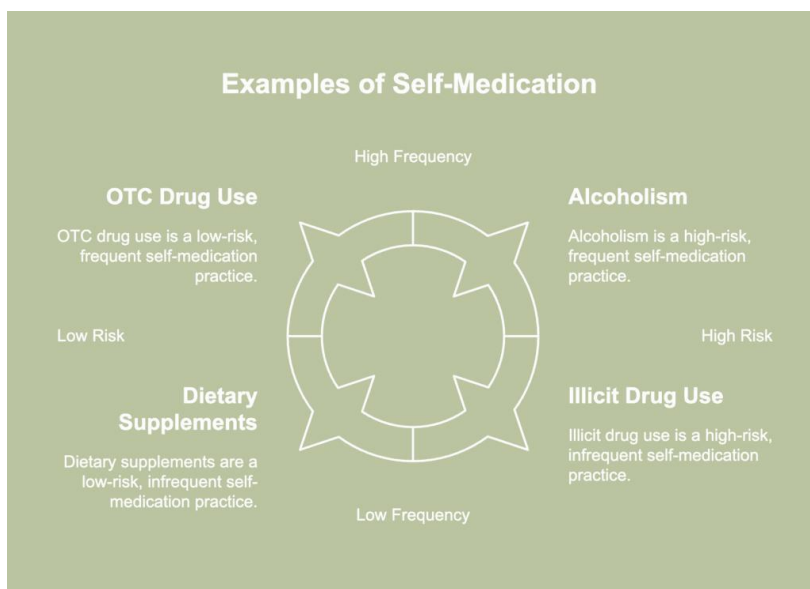 Examples of Self-Medication
High Frequency
OTC Drug Use
OTC drug use is a low-risk,
frequent self-medication
practice.
Alcoholism
Alcoholism is a high-risk,
frequent self-medication
practice.
Low Risk
High Risk
Dietary
Supplements
Dietary supplements are a
low-risk, infrequent self-
medication practice.
Illicit Drug Use
Illicit drug use is a high-risk,
infrequent self-medication
practice.
Low Frequency